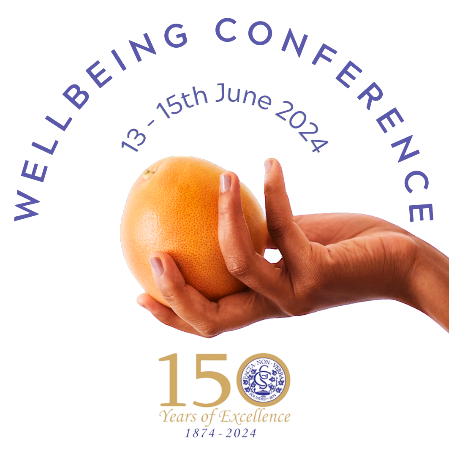 WELLBEING CONFERENCE
13 - 15th June 2024
150
Years of Excellence
1874-2024